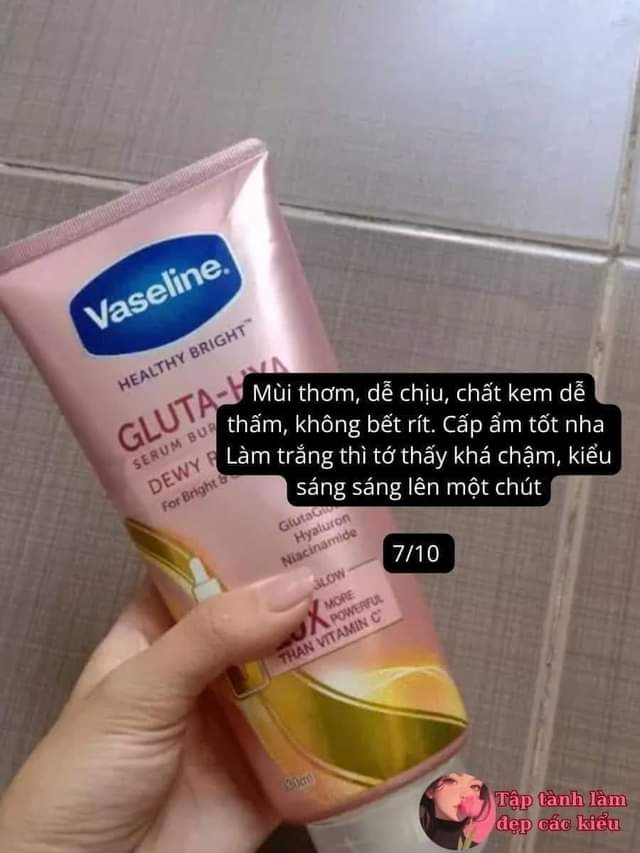 Vaseline.
HEALTHY BRIGHT™
GLUTA-HYA
SERUM BUR
DEWY R
For Bright &
GlutaGlo
Hyaluron
Niacinamide
GLOW
MORE
POWERFUL
THAN VITAMIN C*
Mùi thơm, dễ chịu, chất kem dễ
thấm, không bết rít. Cấp ẩm tốt nha
Làm trắng thì tớ thấy khá chậm, kiểu
sáng sáng lên một chút
7/10
Tập tành làm
đẹp các kiểu